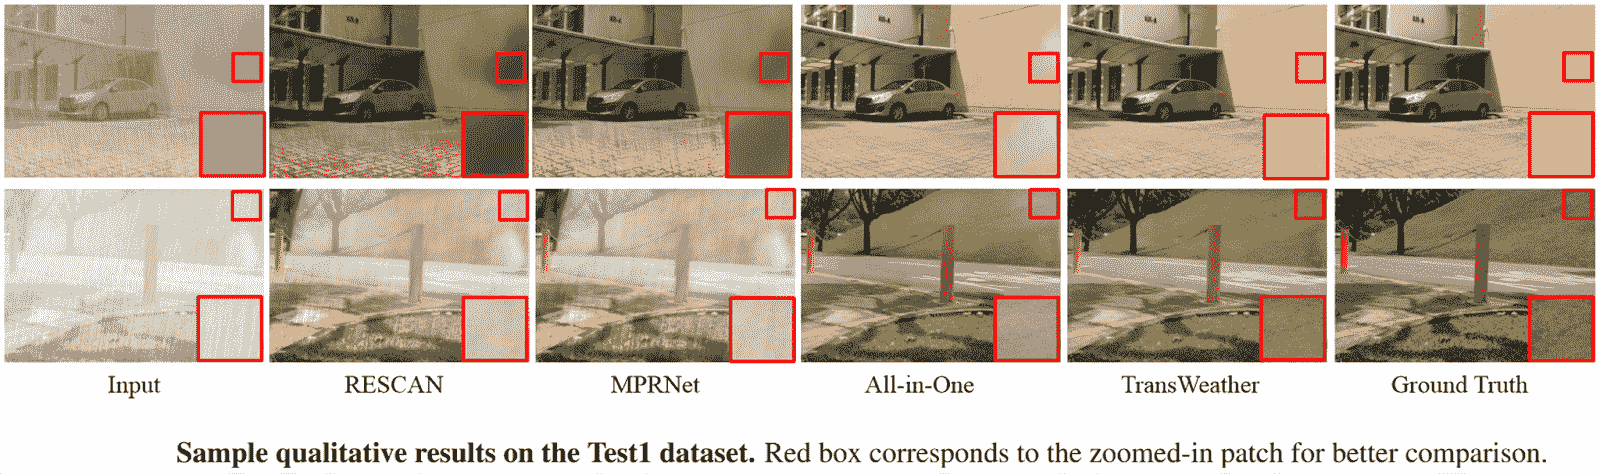 Input RESCAN MPRNet All-in-One TransWeather Ground Truth
Sample qualitative results on the Test1 dataset. Red box corresponds to the zoomed-in patch for better comparison.